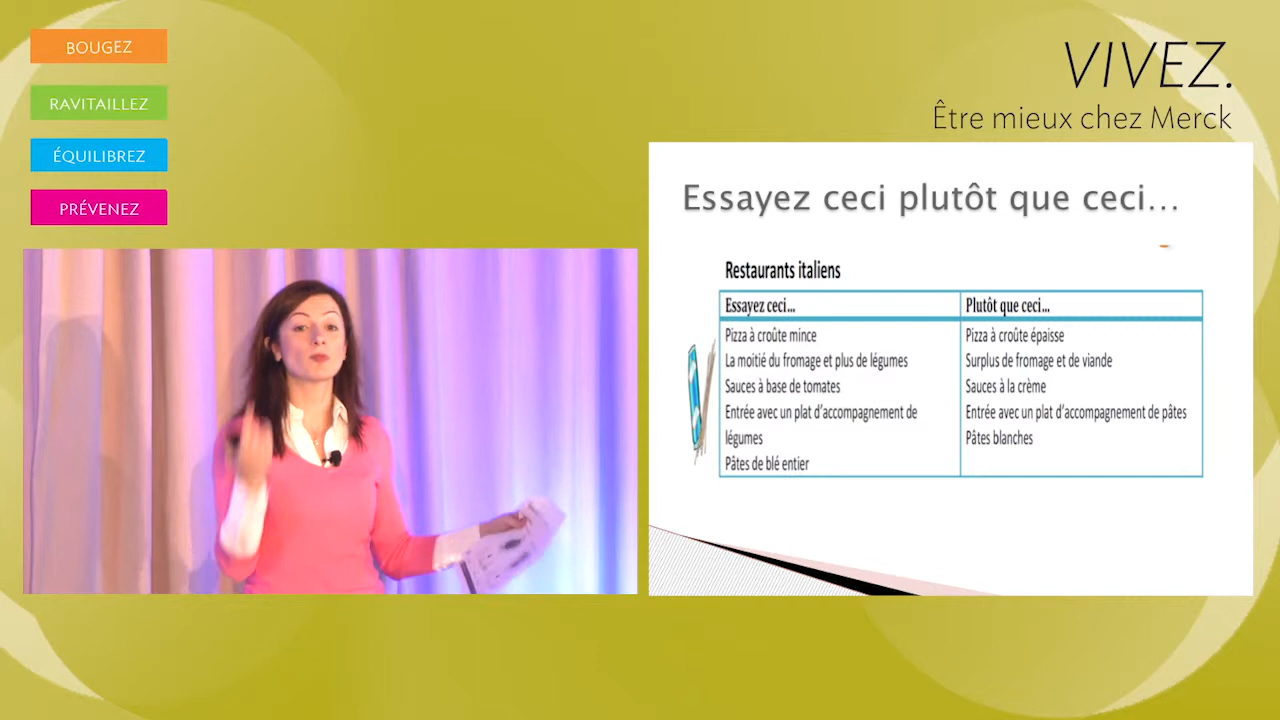 BOUGEZ
RAVITAILLEZ
ÉQUILIBREZ
PRÉVENEZ
VIVEZ.
Être mieux chez Merck
Essayez ceci plutôt que ceci…
Restaurants italiens
Essayez ceci... Plutôt que ceci...
Pizza à croûte mince Pizza à croûte épaisse
La moitié du fromage et plus de légumes Surplus de fromage et de viande
Sauces à base de tomates Sauces à la crème
Entrée avec un plat d'accompagnement de Entrée avec un plat d'accompagnement de pâtes
légumes Pâtes blanches
Pâtes de blé entier